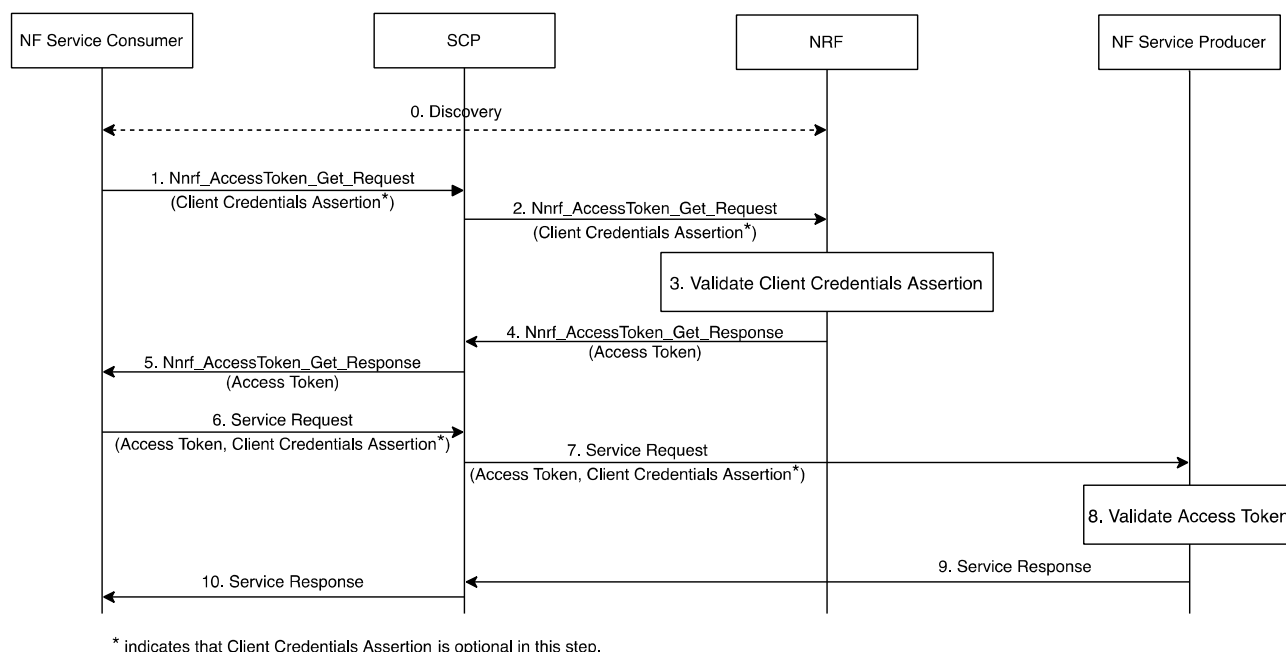 NF Service Consumer
SCP
NRF
NF Service Producer
0. Discovery
1. Nnrf_AccessToken_Get_Request
(Client Credentials Assertion*)
2. Nnrf_AccessToken_Get_Request
(Client Credentials Assertion*)
3. Validate Client Credentials Assertion
4. Nnrf_AccessToken_Get_Response
(Access Token)
5. Nnrf_AccessToken_Get_Response
(Access Token)
6. Service Request
(Access Token, Client Credentials Assertion*)
7. Service Request
(Access Token, Client Credentials Assertion*)
8. Validate Access Token
9. Service Response
10. Service Response
* indicates that Client Credentials Assertion is optional in this step.